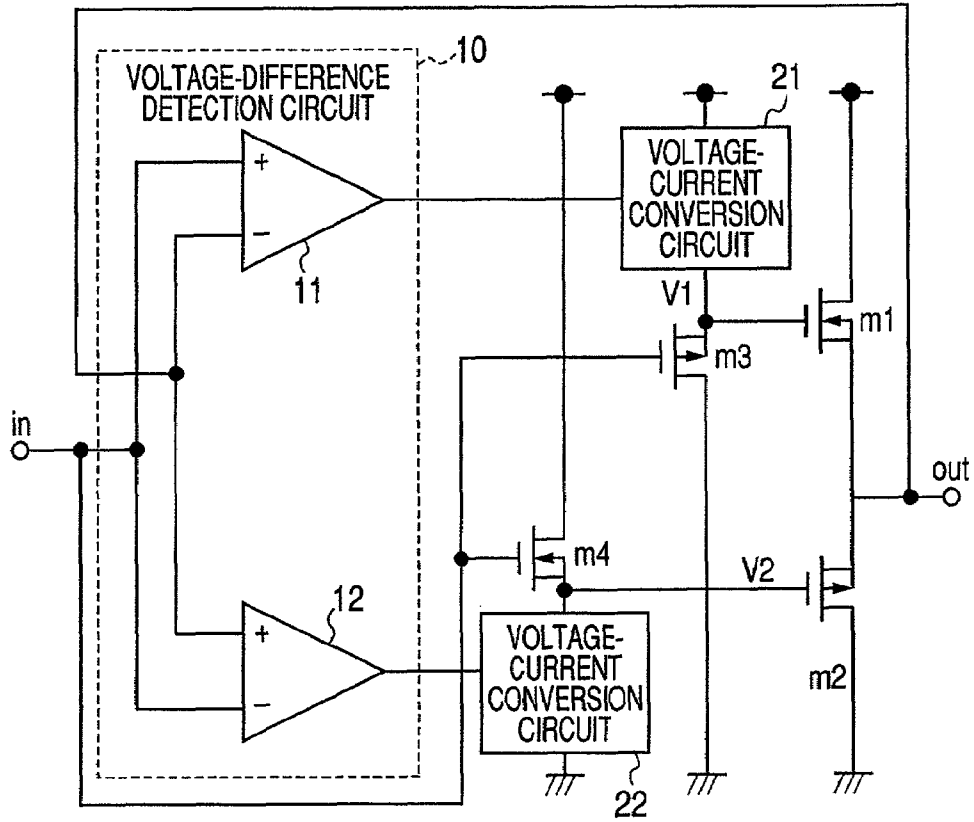 10
VOLTAGE-DIFFERENCE
DETECTION CIRCUIT
21
VOLTAGE-
CURRENT
CONVERSION
CIRCUIT
+
−
11
V1
m1
m3
in
out
m4
V2
12
+
−
VOLTAGE-
CURRENT
CONVERSION
CIRCUIT
m2
22